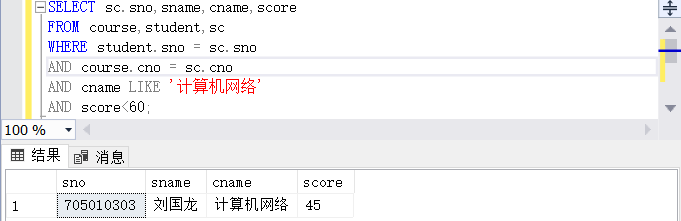 SELECT sc.sno,sname,cname,score
FROM course,student,sc
WHERE student.sno = sc.sno
AND course.cno = sc.cno
AND cname LIKE '计算机网络'
AND score<60;
100 %
结果 消息
sno sname cname score
1 705010303 刘国龙 计算机网络 45